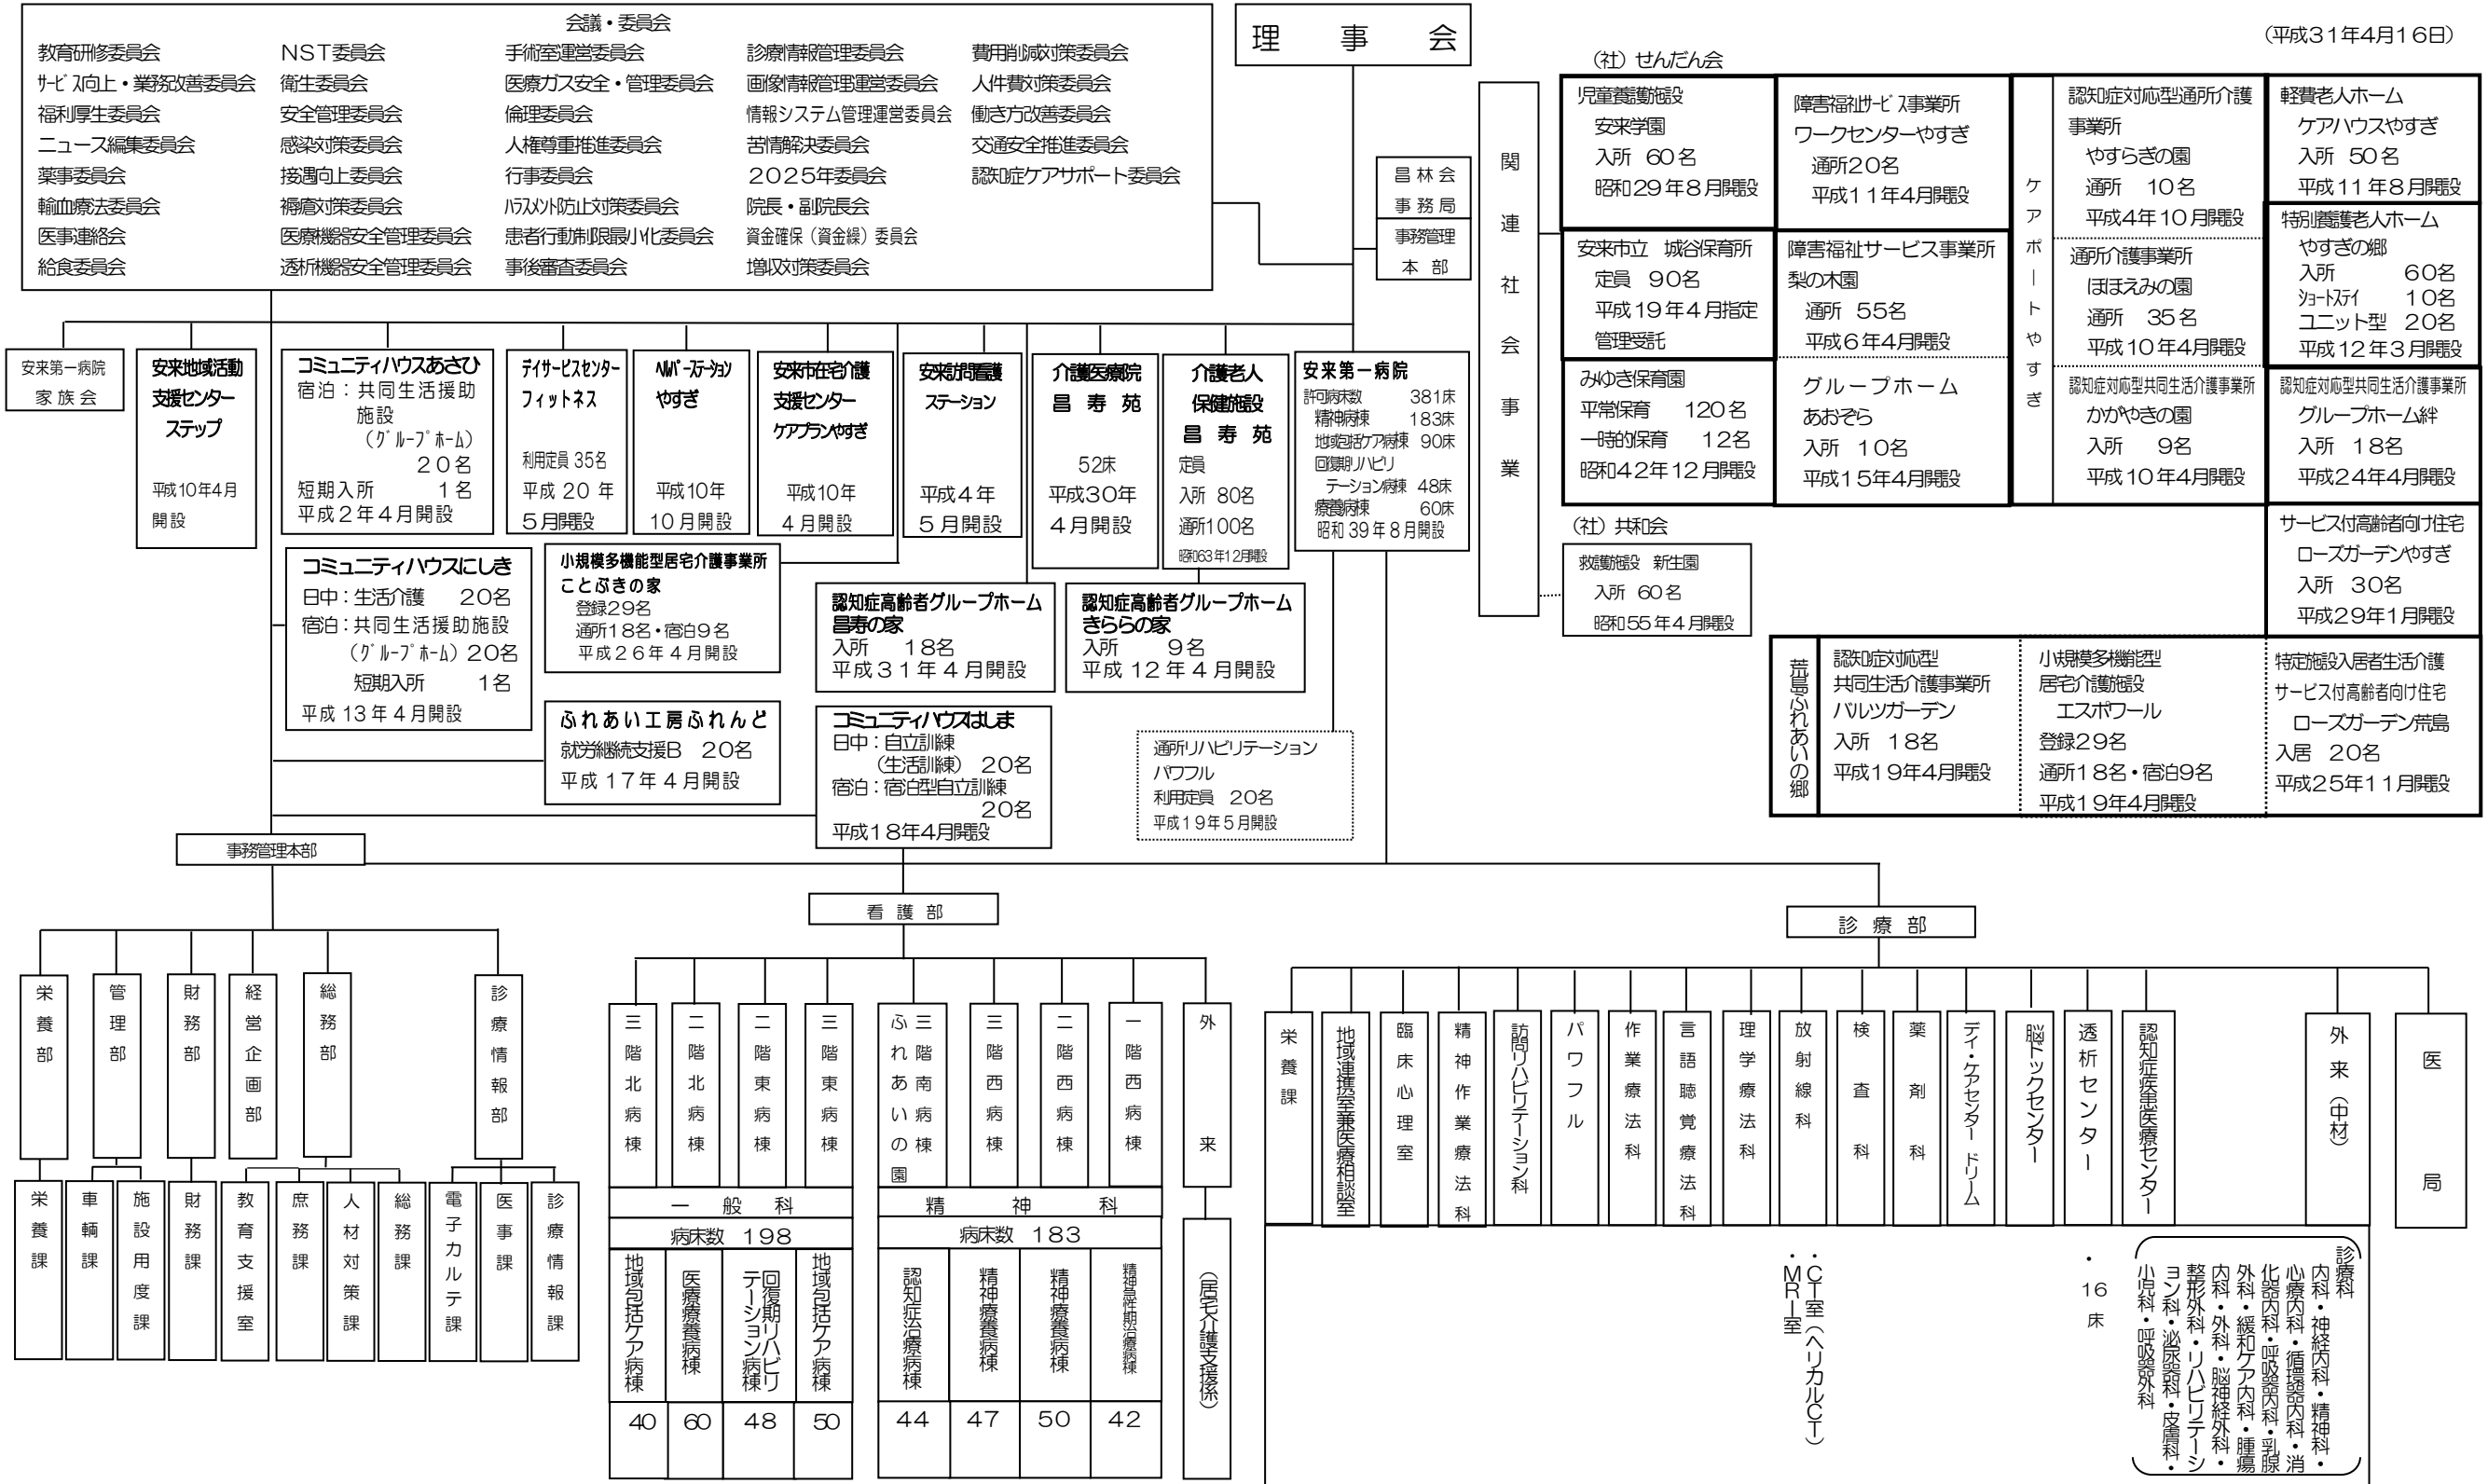 (平成31年4月16日)
会議・委員会
教育研修委員会
サービス向上・業務改善委員会
福利厚生委員会
ニュース編集委員会
薬事委員会
輸血療法委員会
医事連絡会
給食委員会
NST委員会
衛生委員会
安全管理委員会
感染対策委員会
接遇向上委員会
褥瘡対策委員会
医療機器安全管理委員会
透析機器安全管理委員会
手術室運営委員会
医療ガス安全・管理委員会
倫理委員会
人権尊重推進委員会
行事委員会
ハラスメント防止対策委員会
患者行動制限最小化委員会
事後審査委員会
診療情報管理委員会
画像情報管理運営委員会
情報システム管理運営委員会
苦情解決委員会
2025年委員会
院長・副院長会
資金確保(資金繰)委員会
増収対策委員会
費用削減対策委員会
人件費対策委員会
働き方改善委員会
交通安全推進委員会
認知症ケアサポート委員会
理事会
昌林会
事務局
事務管理
本部
関連社会事業
(社)せんだん会
児童養護施設
安来学園
入所 60名
昭和29年8月開設
障害福祉サービス事業所
ワークセンターやすぎ
通所20名
平成11年4月開設
安来市立 城谷保育所
定員 90名
平成19年4月指定
管理受託
障害福祉サービス事業所
梨の木園
通所 55名
平成6年4月開設
みゆき保育園
平常保育 120名
一時的保育 12名
昭和42年12月開設
グループホーム
あおぞら
入所 10名
平成15年4月開設
ケアポートやすぎ
認知症対応型通所介護
事業所
やすらぎの園
通所 10名
平成4年10月開設
通所介護事業所
ほほえみの園
通所 35名
平成10年4月開設
認知症対応型共同生活介護事業所
かがやきの園
入所 9名
平成10年4月開設
軽費老人ホーム
ケアハウスやすぎ
入所 50名
平成11年8月開設
特別養護老人ホーム
やすぎの郷
入所 60名
ショートステイ 10名
ユニット型 20名
平成12年3月開設
認知症対応型共同生活介護事業所
グループホーム絆
入所 18名
平成24年4月開設
サービス付高齢者向け住宅
ローズガーデンやすぎ
入所 30名
平成29年1月開設
(社)共和会
救護施設 新生園
入所 60名
昭和55年4月開設
荒島ふれあいの郷
認知症対応型
共同生活介護事業所
バルツガーデン
入所 18名
平成19年4月開設
小規模多機能型
居宅介護施設
エスポワール
登録29名
通所18名・宿泊9名
平成19年4月開設
特定施設入居者生活介護
サービス付高齢者向け住宅
ローズガーデン荒島
入居 20名
平成25年11月開設
安来第一病院
家族会
安来地域活動
支援センター
ステップ
平成10年4月
開設
コミュニティハウスあさひ
宿泊:共同生活援助
施設
(グループホーム)
20名
短期入所 1名
平成2年4月開設
デイサービスセンター
フィットネス
利用定員35名
平成20年
5月開設
ヘルパーステーション
やすぎ
平成10年
10月開設
安来市在宅介護
支援センター
ケアプランやすぎ
平成10年
4月開設
安来訪問看護
ステーション
平成4年
5月開設
介護医療院
昌寿苑
52床
平成30年
4月開設
介護老人
保健施設
昌寿苑
定員
入所 80名
通所100名
昭和63年12月開設
安来第一病院
許可病床数 381床
精神病棟 183床
地域包括ケア病棟 90床
回復期リハビリ
テーション病棟 48床
療養病棟 60床
昭和39年8月開設
コミュニティハウスにしき
日中:生活介護 20名
宿泊:共同生活援助施設
(グループホーム)20名
短期入所 1名
平成13年4月開設
小規模多機能型居宅介護事業所
ことぶきの家
登録29名
通所18名・宿泊9名
平成26年4月開設
認知症高齢者グループホーム
昌寿の家
入所 18名
平成31年4月開設
認知症高齢者グループホーム
きららの家
入所 9名
平成12年4月開設
ふれあい工房ふれんど
就労継続支援B 20名
平成17年4月開設
コミュニティハウスはしま
日中:自立訓練
(生活訓練) 20名
宿泊:宿泊型自立訓練
20名
平成18年4月開設
通所リハビリテーション
パワフル
利用定員 20名
平成19年5月開設
事務管理本部
看護部
診療部
栄養部
管理部
財務部
経営企画部
総務部
診療情報部
栄養課
車輌課
施設用度課
財務課
教育支援室
庶務課
人材対策課
総務課
電子カルテ課
医事課
診療情報課
三階北病棟
二階北病棟
二階東病棟
三階東病棟
三階南病棟
ふれあいの園
三階西病棟
二階西病棟
一階西病棟
外来
一般科
病床数 198
精神科
病床数 183
地域包括ケア病棟
医療療養病棟
回復期リハビリ
テーション病棟
地域包括ケア病棟
認知症治療病棟
精神療養病棟
精神療養病棟
精神急性期治療病棟
(居宅介護支援係)
40
60
48
50
44
47
50
42
栄養課
地域連携室兼医療相談室
臨床心理室
精神作業療法科
訪問リハビリテーション科
パワフル
作業療法科
言語聴覚療法科
理学療法科
放射線科
検査科
薬剤科
デイ・ケアセンター ドリーム
脳ドックセンター
透析センター
認知症疾患医療センター
外来(中材)
医局
・CT室(ヘリカルCT)
・MRI室
・16床
診療科
内科・神経内科・精神科・
心療内科・循環器内科・消
化器内科・呼吸器内科・乳腺
外科・緩和ケア内科・腫瘍
内科・外科・脳神経外科・
整形外科・リハビリテーシ
ョン科・泌尿器科・皮膚科・
小児科・呼吸器外科